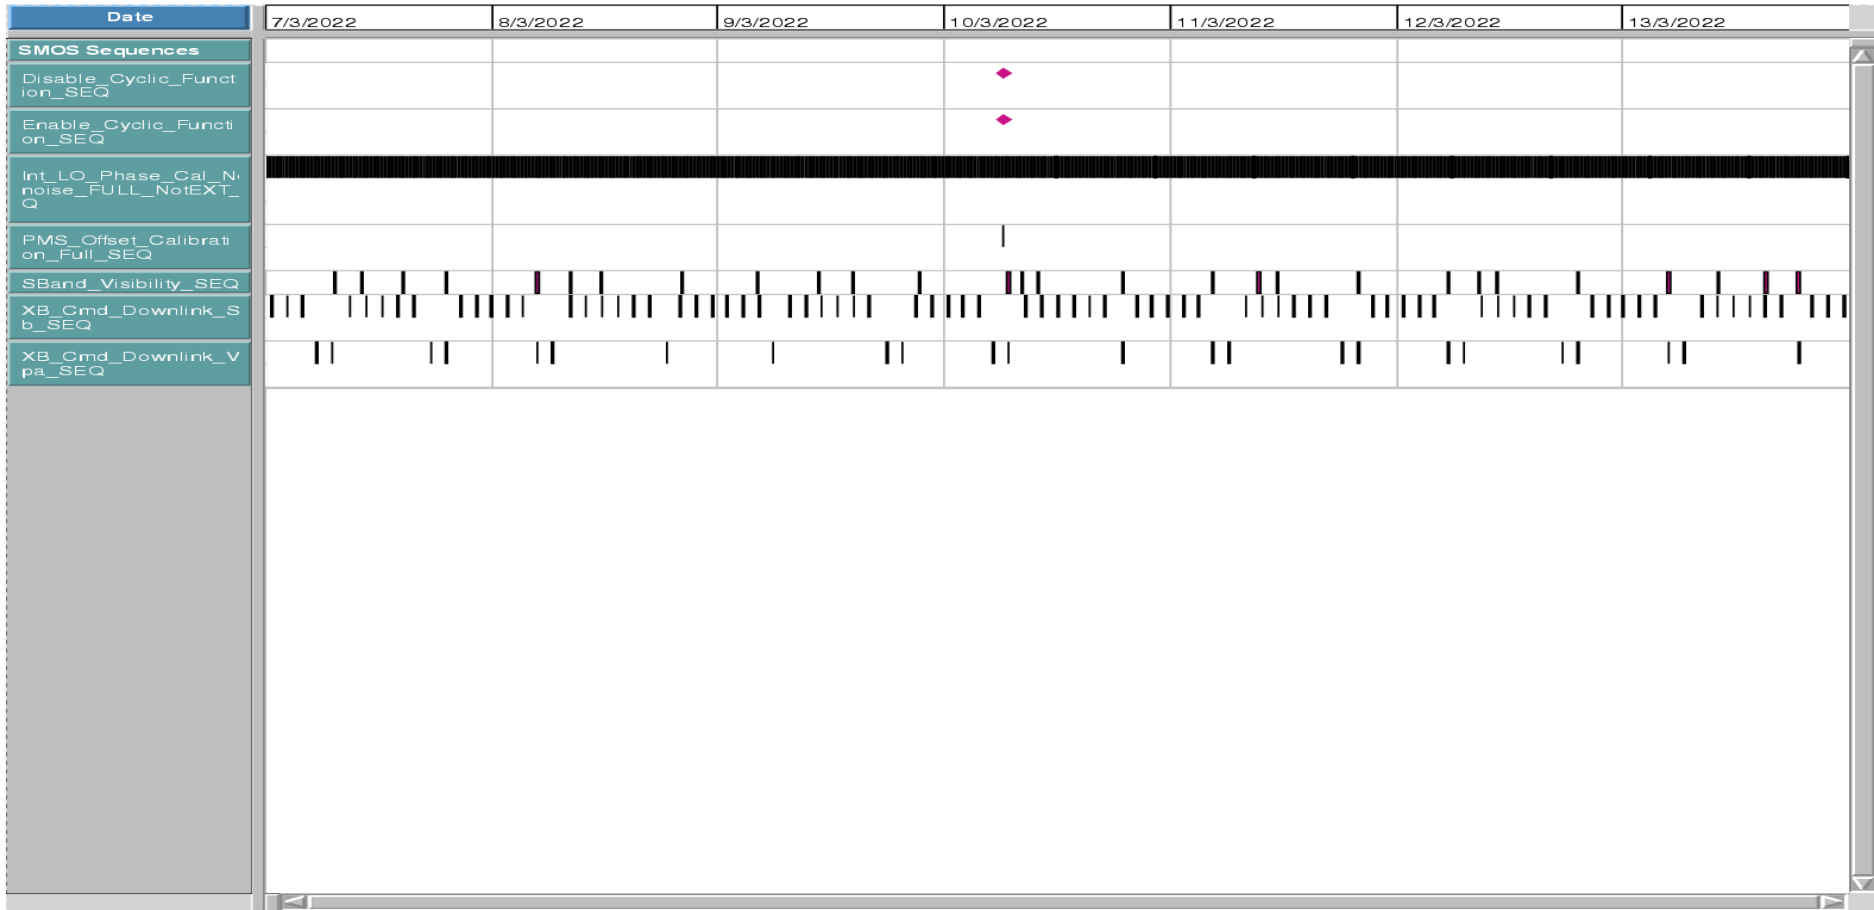 Date
7/3/2022
8/3/2022
9/3/2022
10/3/2022
11/3/2022
12/3/2022
13/3/2022
SMOS Sequences
Disable_Cyclic_Funct
ion_SEQ
Enable_Cyclic_Functi
on_SEQ
Int_LO_Phase_Cal_N
noise_FULL_NotEXT_
Q
PMS_Offset_Calibrati
on_Full_SEQ
SBand_Visibility_SEQ
XB_Cmd_Downlink_S
b_SEQ
XB_Cmd_Downlink_V
pa_SEQ